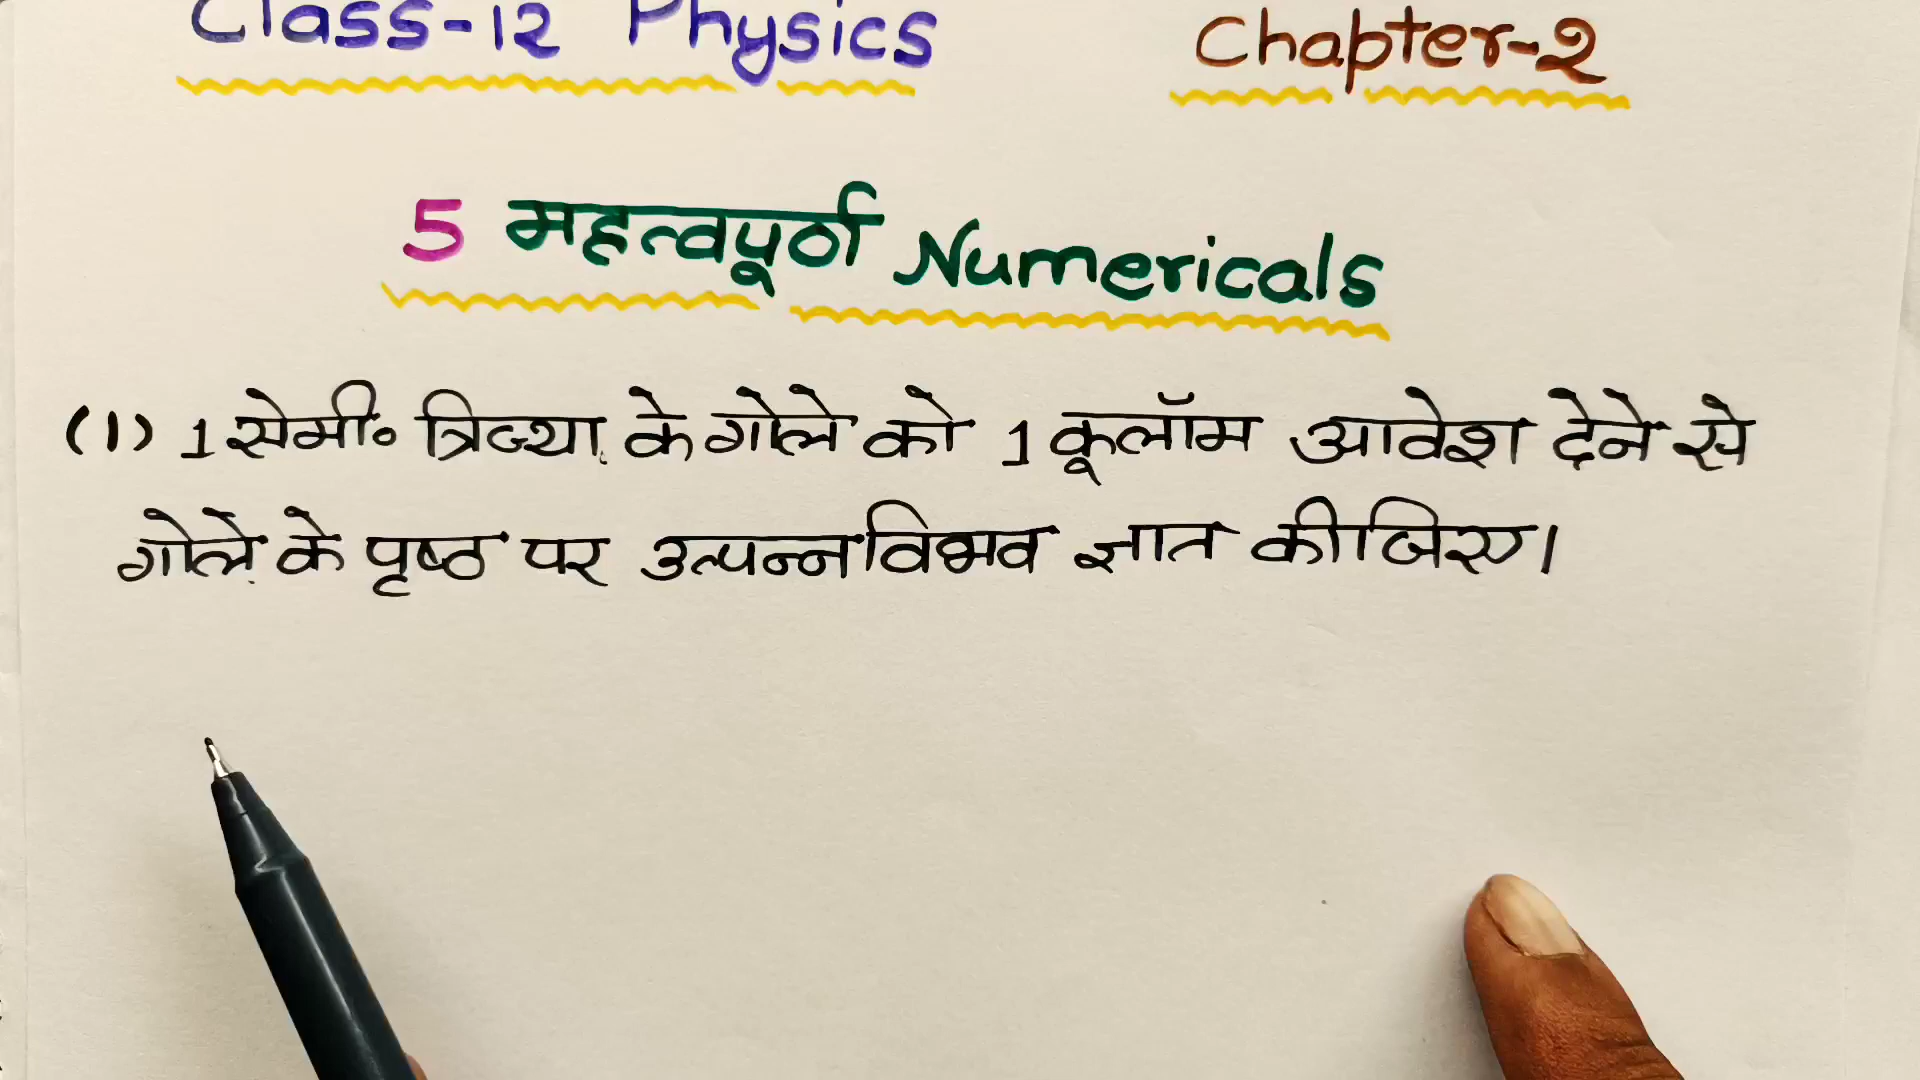 Class-12 Physics Chapter-2
5 महत्वपूर्ण Numericals
(1) 1 सेमी० त्रिज्या के गोले को 1 कूलॉम आवेश देने से
गोले के पृष्ठ पर उत्पन्न विभव ज्ञात कीजिए।